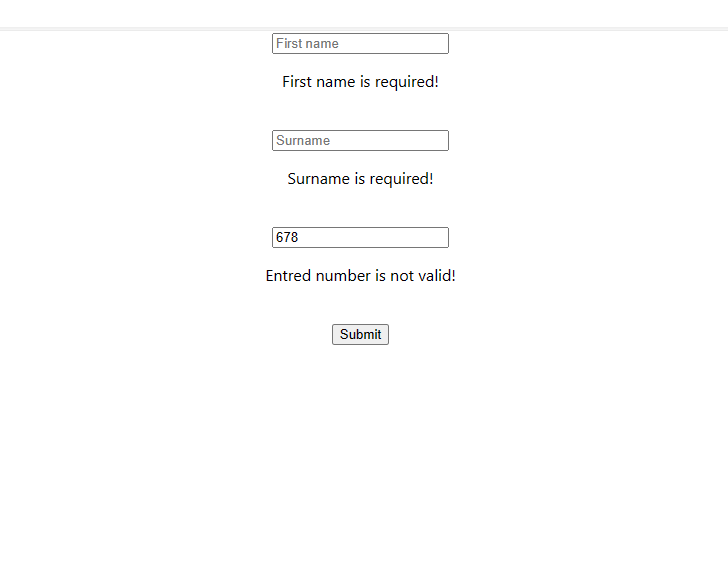 First name
First name is required!
Surname
Surname is required!
678
Entred number is not valid!
Submit